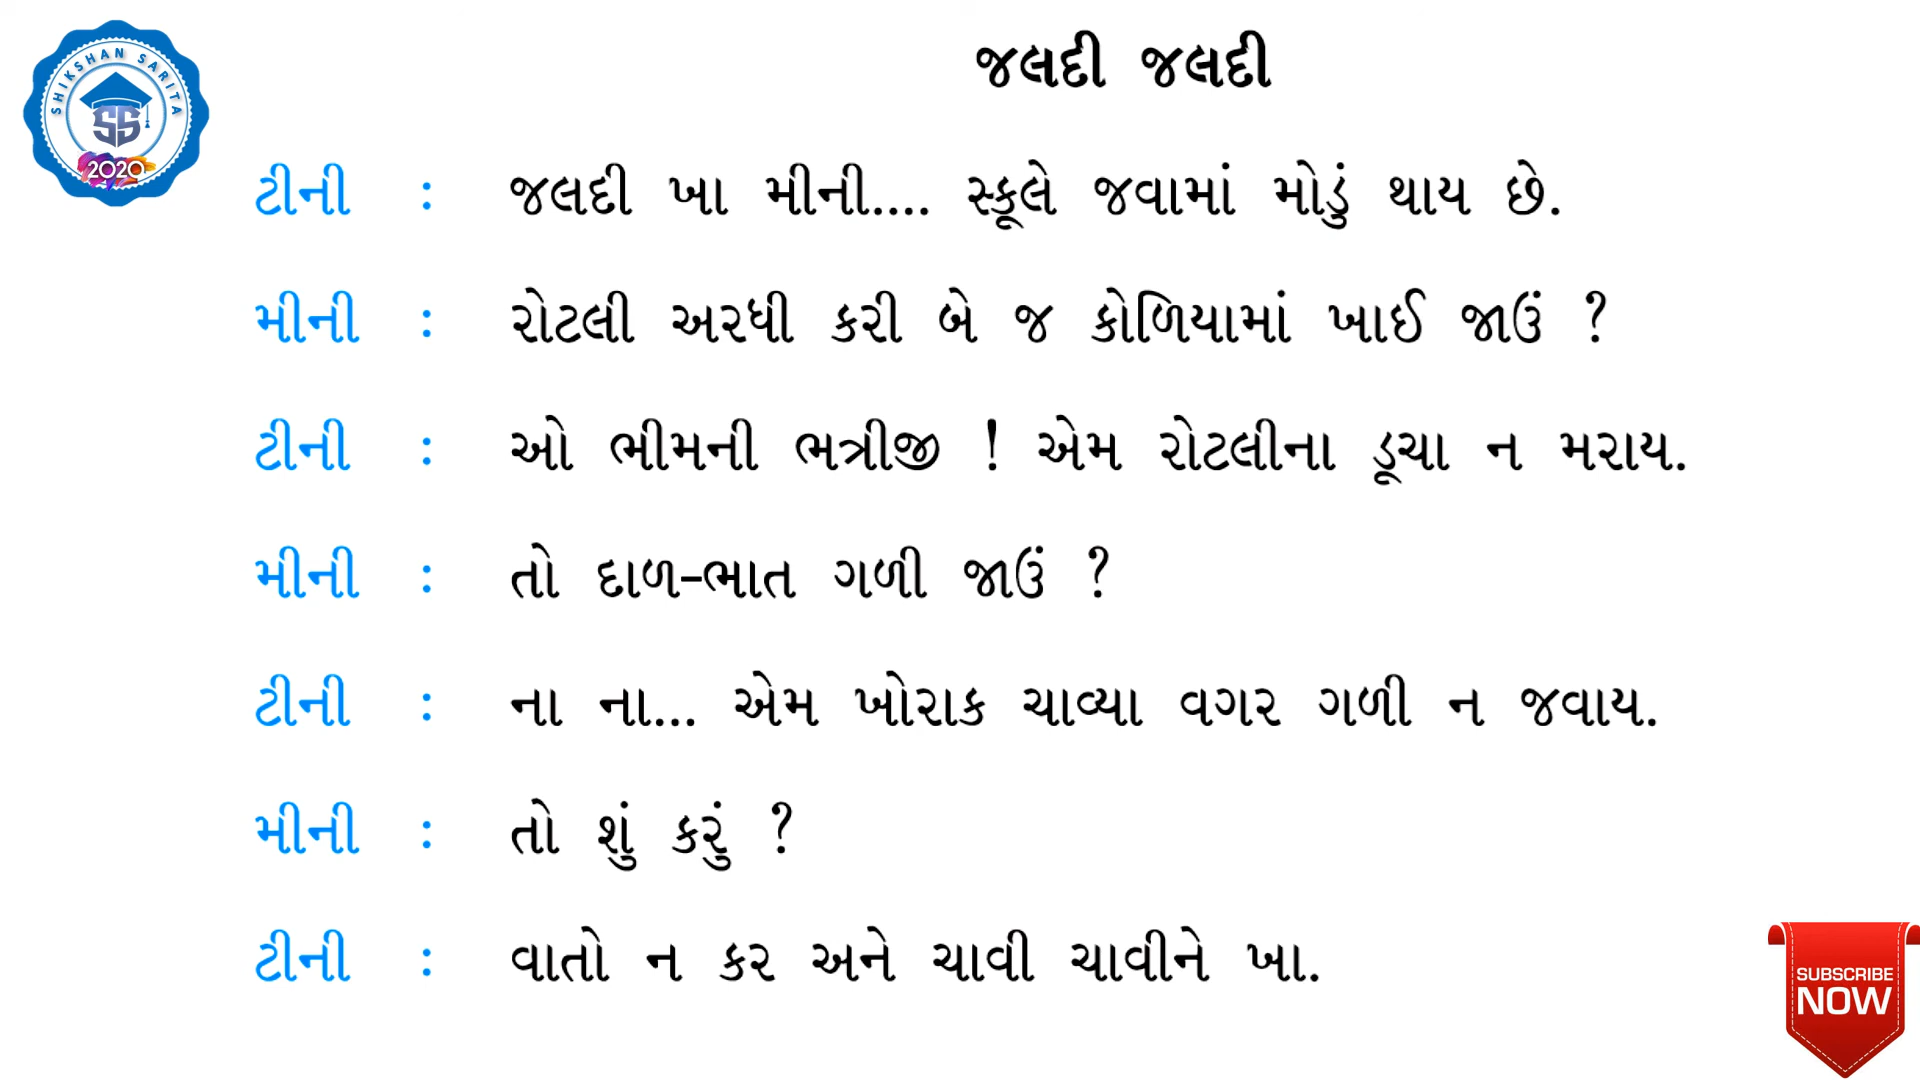 SHIKSHAN SARITA
SS
2020
જલદી જલદી
ટીની : જલદી ખા મીની.... સ્કૂલે જવામાં મોડું થાય છે.
મીની : રોટલી અરધી કરી બે જ કોળિયામાં ખાઈ જાઉં ?
ટીની : ઓ ભીમની ભત્રીજી ! એમ રોટલીના ડૂચા ન મરાય.
મીની : તો દાળ-ભાત ગળી જાઉં ?
ટીની : ના ના... એમ ખોરાક ચાવ્યા વગર ગળી ન જવાય.
મીની : તો શું કરું ?
ટીની : વાતો ન કર અને ચાવી ચાવીને ખા.
SUBSCRIBE
NOW